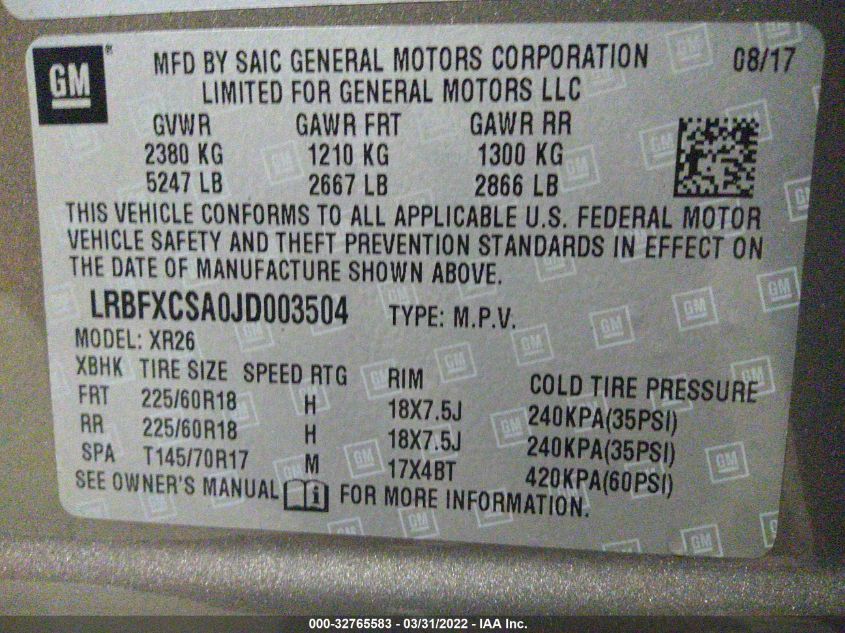 GM ®
MFD BY SAIC GENERAL MOTORS CORPORATION 08/17
LIMITED FOR GENERAL MOTORS LLC
GVWR GAWR FRT GAWR RR
2380 KG 1210 KG 1300 KG
5247 LB 2667 LB 2866 LB
THIS VEHICLE CONFORMS TO ALL APPLICABLE U.S. FEDERAL MOTOR
VEHICLE SAFETY AND THEFT PREVENTION STANDARDS IN EFFECT ON
THE DATE OF MANUFACTURE SHOWN ABOVE.
LRBFXCSA0JD003504 TYPE: M.P.V.
MODEL: XR26
XBHK TIRE SIZE SPEED RTG RIM COLD TIRE PRESSURE
FRT 225/60R18 H 18X7.5J 240KPA(35PSI)
RR 225/60R18 H 18X7.5J 240KPA(35PSI)
SPA T145/70R17 M 17X4BT 420KPA(60PSI)
SEE OWNER'S MANUAL i FOR MORE INFORMATION.
000-32765583 - 03/31/2022 - IAA Inc.